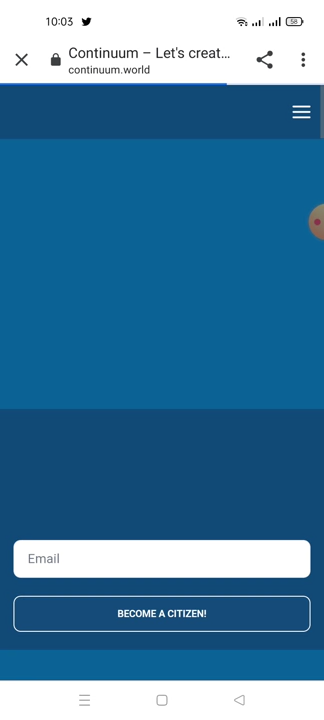 10:03
58
Continuum – Let's creat...
continuum.world
Email
BECOME A CITIZEN!